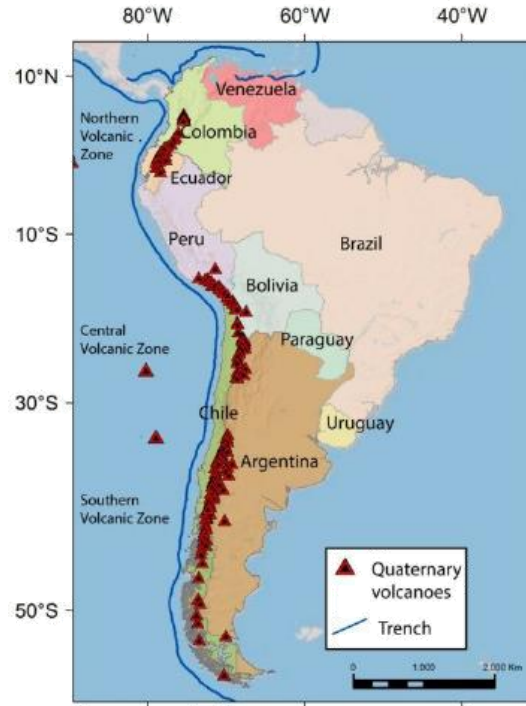 80°W 60°W 40°W
10°N
Venezuela
Northern
Volcanic
Zone
Colombia
Ecuador
10°S
Peru
Brazil
Bolivia
Central
Volcanic Zone
Paraguay
30°S
Chile
Uruguay
Argentina
Southern
Volcanic Zone
Quaternary
volcanoes
Trench
50°S
0 1.000 2.000 Km